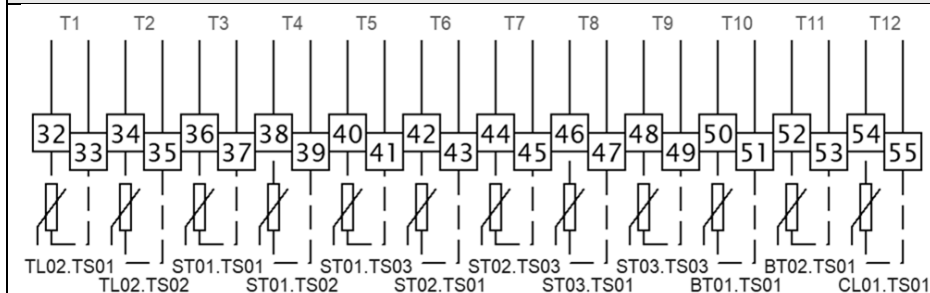 T1 T2 T3 T4 T5 T6 T7 T8 T9 T10 T11 T12
32 34 36 38 40 42 44 46 48 50 52 54
33 35 37 39 41 43 45 47 49 51 53 55
TL02.TS01 ST01.TS01 ST01.TS03 ST02.TS03 ST03.TS03 BT02.TS01
TL02.TS02 ST01.TS02 ST02.TS01 ST03.TS01 BT01.TS01 CL01.TS01